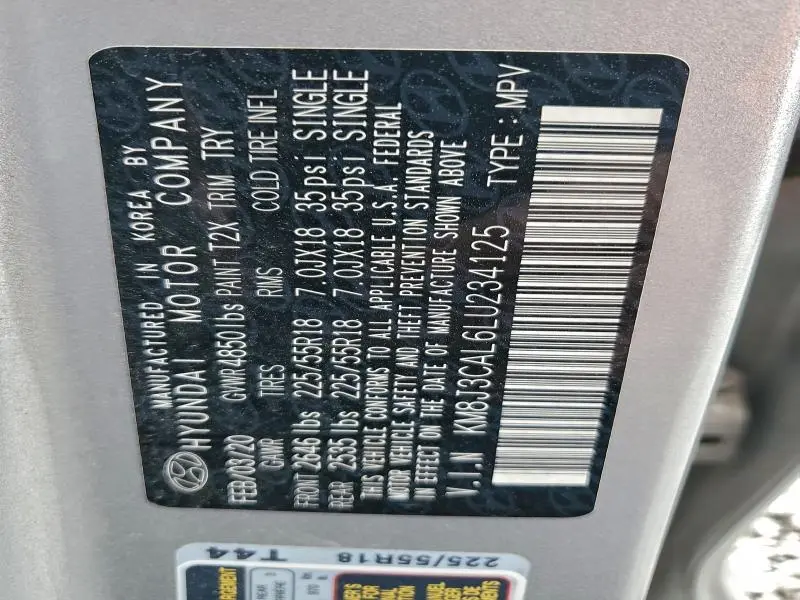 MANUFACTURED IN KOREA BY
HYUNDAI MOTOR COMPANY
FEB/03/20 GVWR 4850 lbs PAINT T2X TRIM TRY
GAWR TIRES RIMS COLD TIRE INFL
FRONT 2646 lbs 225/55R18 7.0JX18 35psi SINGLE
REAR 2535 lbs 225/55R18 7.0JX18 35psi SINGLE
THIS VEHICLE CONFORMS TO ALL APPLICABLE U.S.A. FEDERAL
MOTOR VEHICLE SAFETY AND THEFT PREVENTION STANDARDS
IN EFFECT ON THE DATE OF MANUFACTURE SHOWN ABOVE
V.I.N KM8J3CAL6LU234125 TYPE : MPV
225/55R18
T44